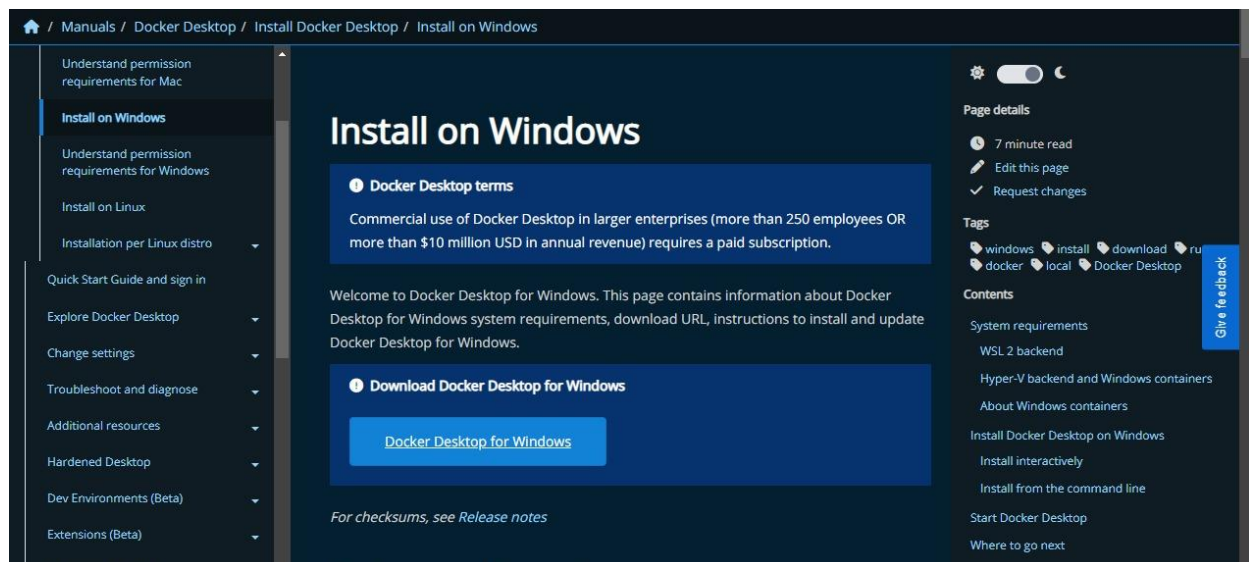 / Manuals / Docker Desktop / Install Docker Desktop / Install on Windows
Understand permission
requirements for Mac
Install on Windows
Understand permission
requirements for Windows
Install on Linux
Installation per Linux distro
Quick Start Guide and sign in
Explore Docker Desktop
Change settings
Troubleshoot and diagnose
Additional resources
Hardened Desktop
Dev Environments (Beta)
Extensions (Beta)
Install on Windows
Docker Desktop terms
Commercial use of Docker Desktop in larger enterprises (more than 250 employees OR
more than $10 million USD in annual revenue) requires a paid subscription.
Welcome to Docker Desktop for Windows. This page contains information about Docker
Desktop for Windows system requirements, download URL, instructions to install and update
Docker Desktop for Windows.
Download Docker Desktop for Windows
Docker Desktop for Windows
For checksums, see Release notes
Page details
7 minute read
Edit this page
Request changes
Tags
windows install download
docker local Docker Desktop
Give feedback
Contents
System requirements
WSL 2 backend
Hyper-V backend and Windows containers
About Windows containers
Install Docker Desktop on Windows
Install interactively
Install from the command line
Start Docker Desktop
Where to go next